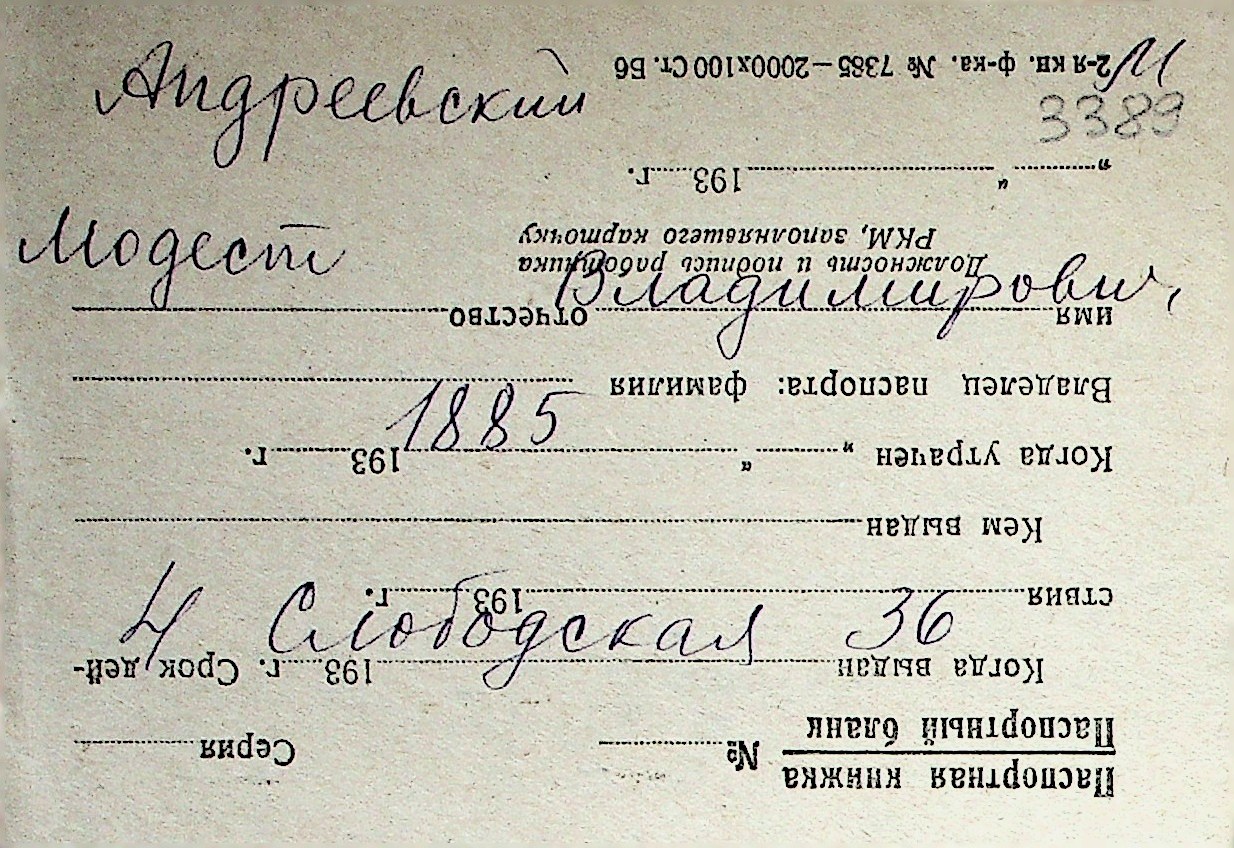 Андреевский
Модест
Владимирович
1885
4 Слободская 36
3389
Паспортная книжка
Паспортный бланк
№ Серия
Когда выдан 193 г. Срок дей-
ствия 193 г.
Кем выдан
Когда утрачен „ “ 193 г.
Владелец паспорта: фамилия
имя отчество
Должность и подпись работника
РКМ, заполнявшего карточку
„ “ 193 г.
2-я кн. ф-ка. № 7385—2000х100 Ст. Б6